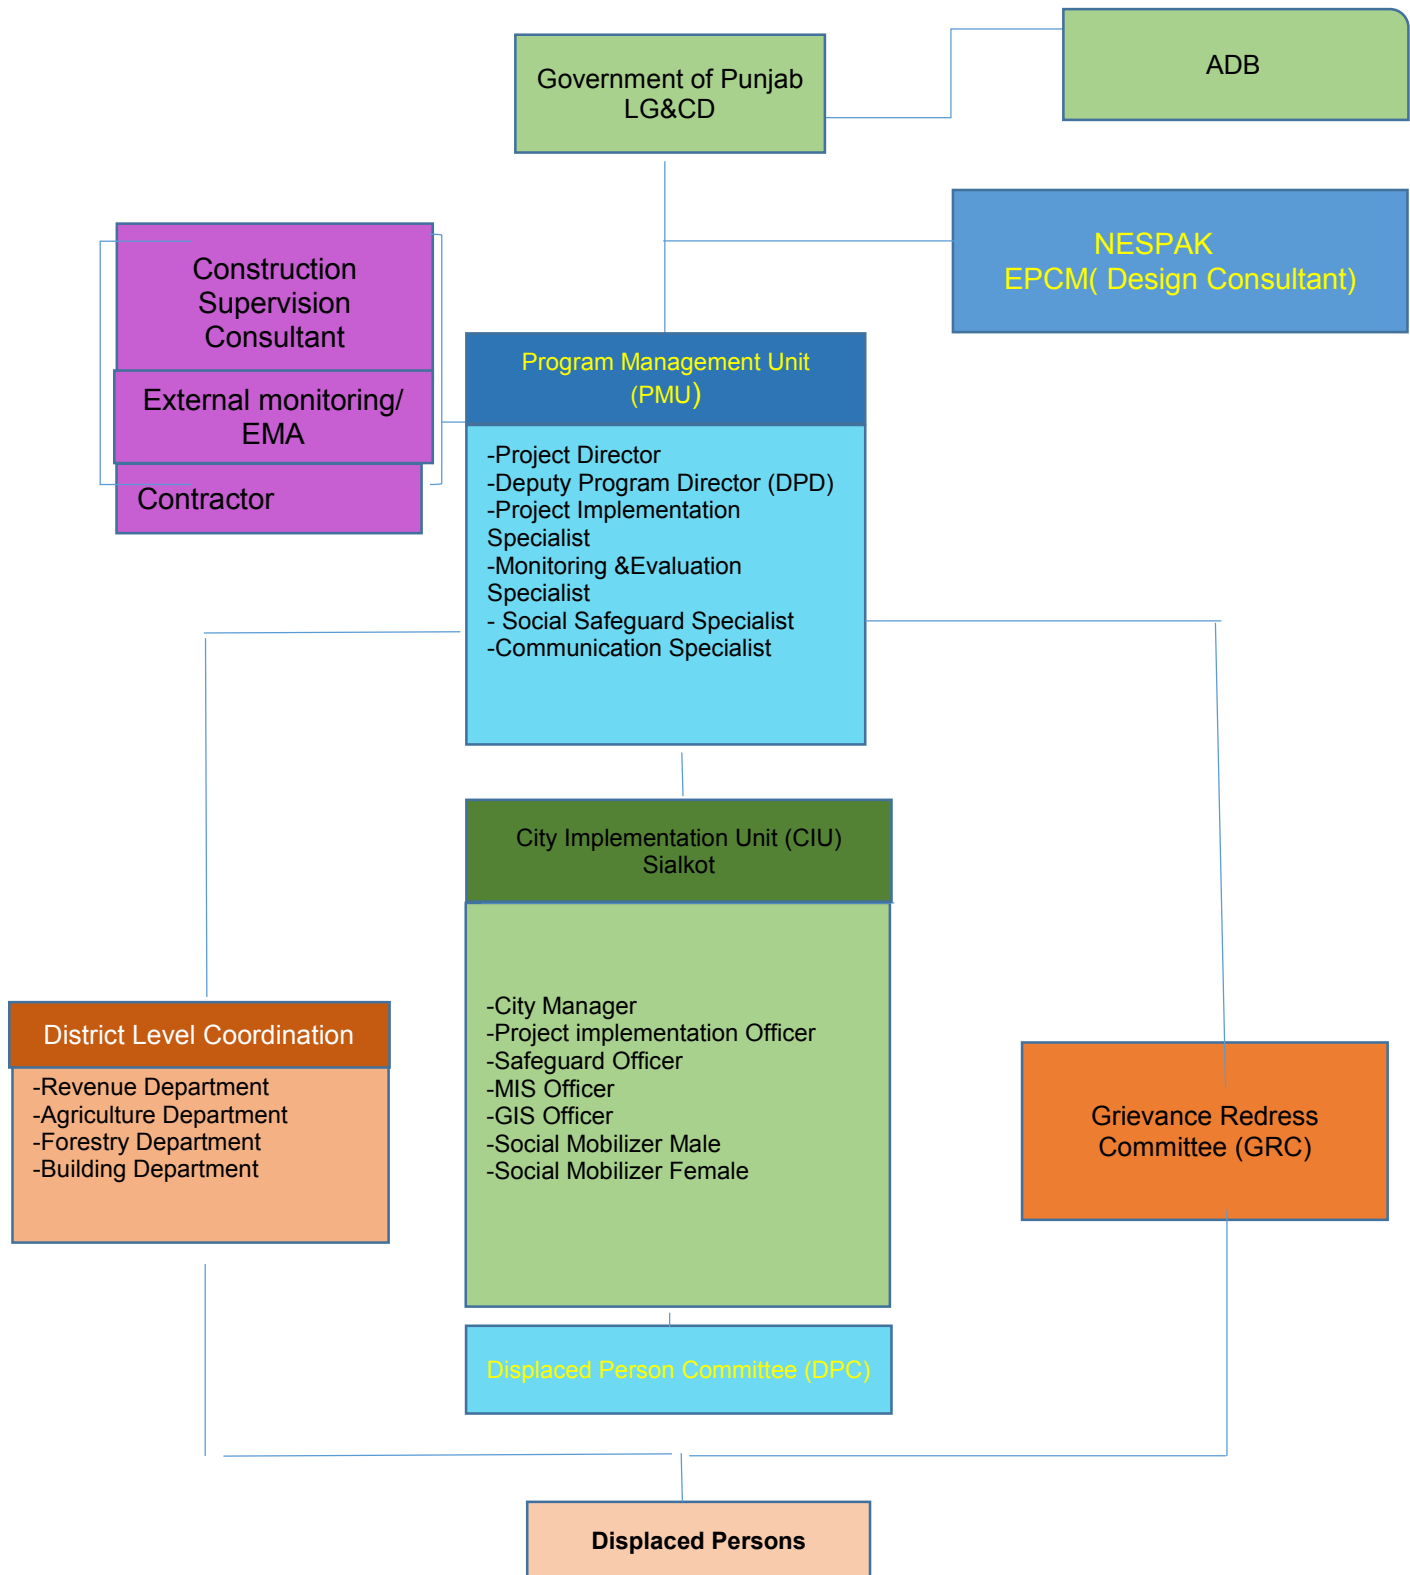 Government of Punjab
LG&CD
ADB
NESPAK
EPCM( Design Consultant)
Construction
Supervision
Consultant
External monitoring/
EMA
Contractor
Program Management Unit
(PMU)
-Project Director
-Deputy Program Director (DPD)
-Project Implementation
Specialist
-Monitoring &Evaluation
Specialist
- Social Safeguard Specialist
-Communication Specialist
City Implementation Unit (CIU)
Sialkot
-City Manager
-Project implementation Officer
-Safeguard Officer
-MIS Officer
-GIS Officer
-Social Mobilizer Male
-Social Mobilizer Female
District Level Coordination
-Revenue Department
-Agriculture Department
-Forestry Department
-Building Department
Grievance Redress
Committee (GRC)
Displaced Person Committee (DPC)
Displaced Persons